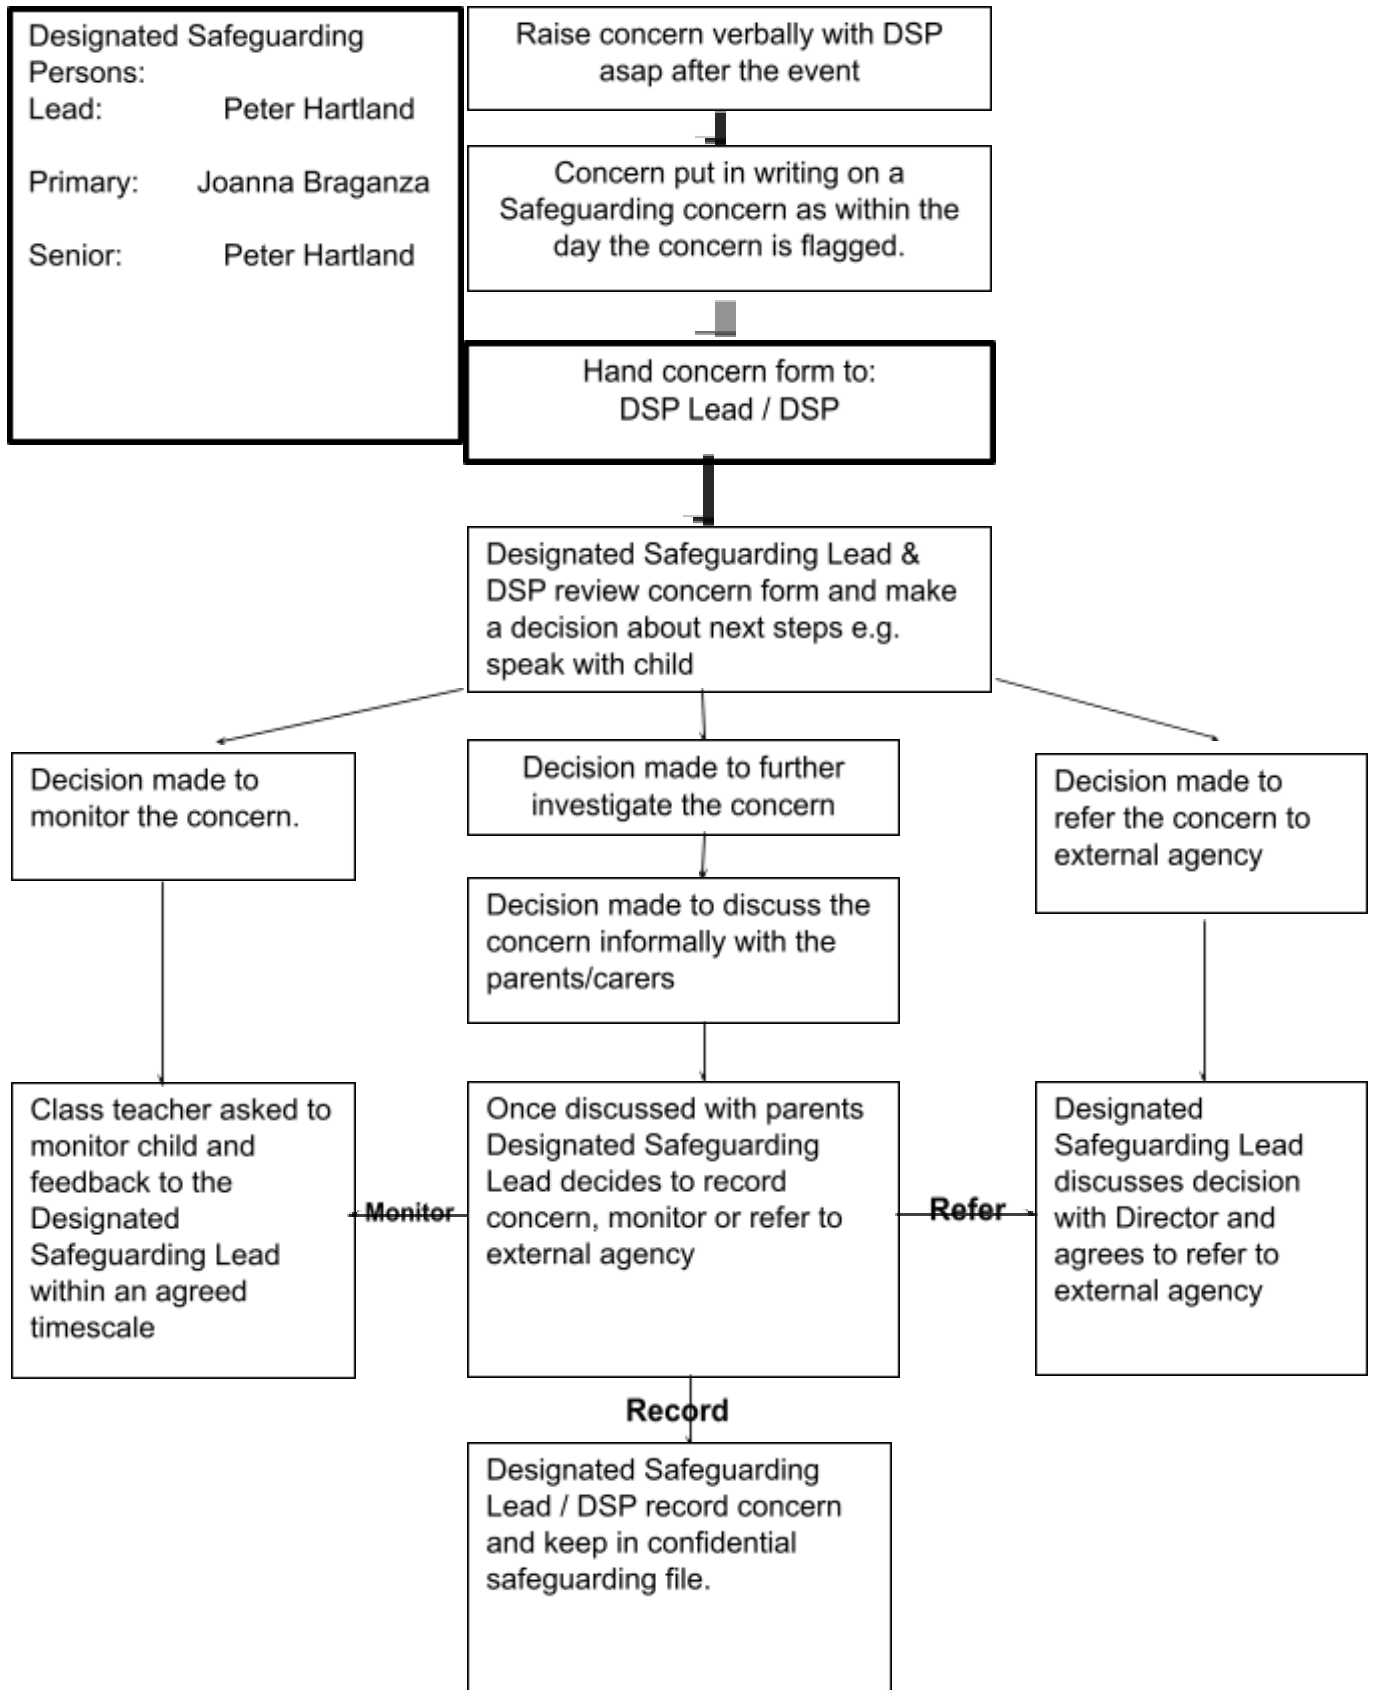 Designated Safeguarding
Persons:
Lead: Peter Hartland
Primary: Joanna Braganza
Senior: Peter Hartland
Raise concern verbally with DSP
asap after the event
Concern put in writing on a
Safeguarding concern as within the
day the concern is flagged.
Hand concern form to:
DSP Lead / DSP
Designated Safeguarding Lead &
DSP review concern form and make
a decision about next steps e.g.
speak with child
Decision made to
monitor the concern.
Decision made to further
investigate the concern
Decision made to
refer the concern to
external agency
Decision made to discuss the
concern informally with the
parents/carers
Class teacher asked to
monitor child and
feedback to the
Designated
Safeguarding Lead
within an agreed
timescale
Monitor
Once discussed with parents
Designated Safeguarding
Lead decides to record
concern, monitor or refer to
external agency
Refer
Designated
Safeguarding Lead
discusses decision
with Director and
agrees to refer to
external agency
Record
Designated Safeguarding
Lead / DSP record concern
and keep in confidential
safeguarding file.